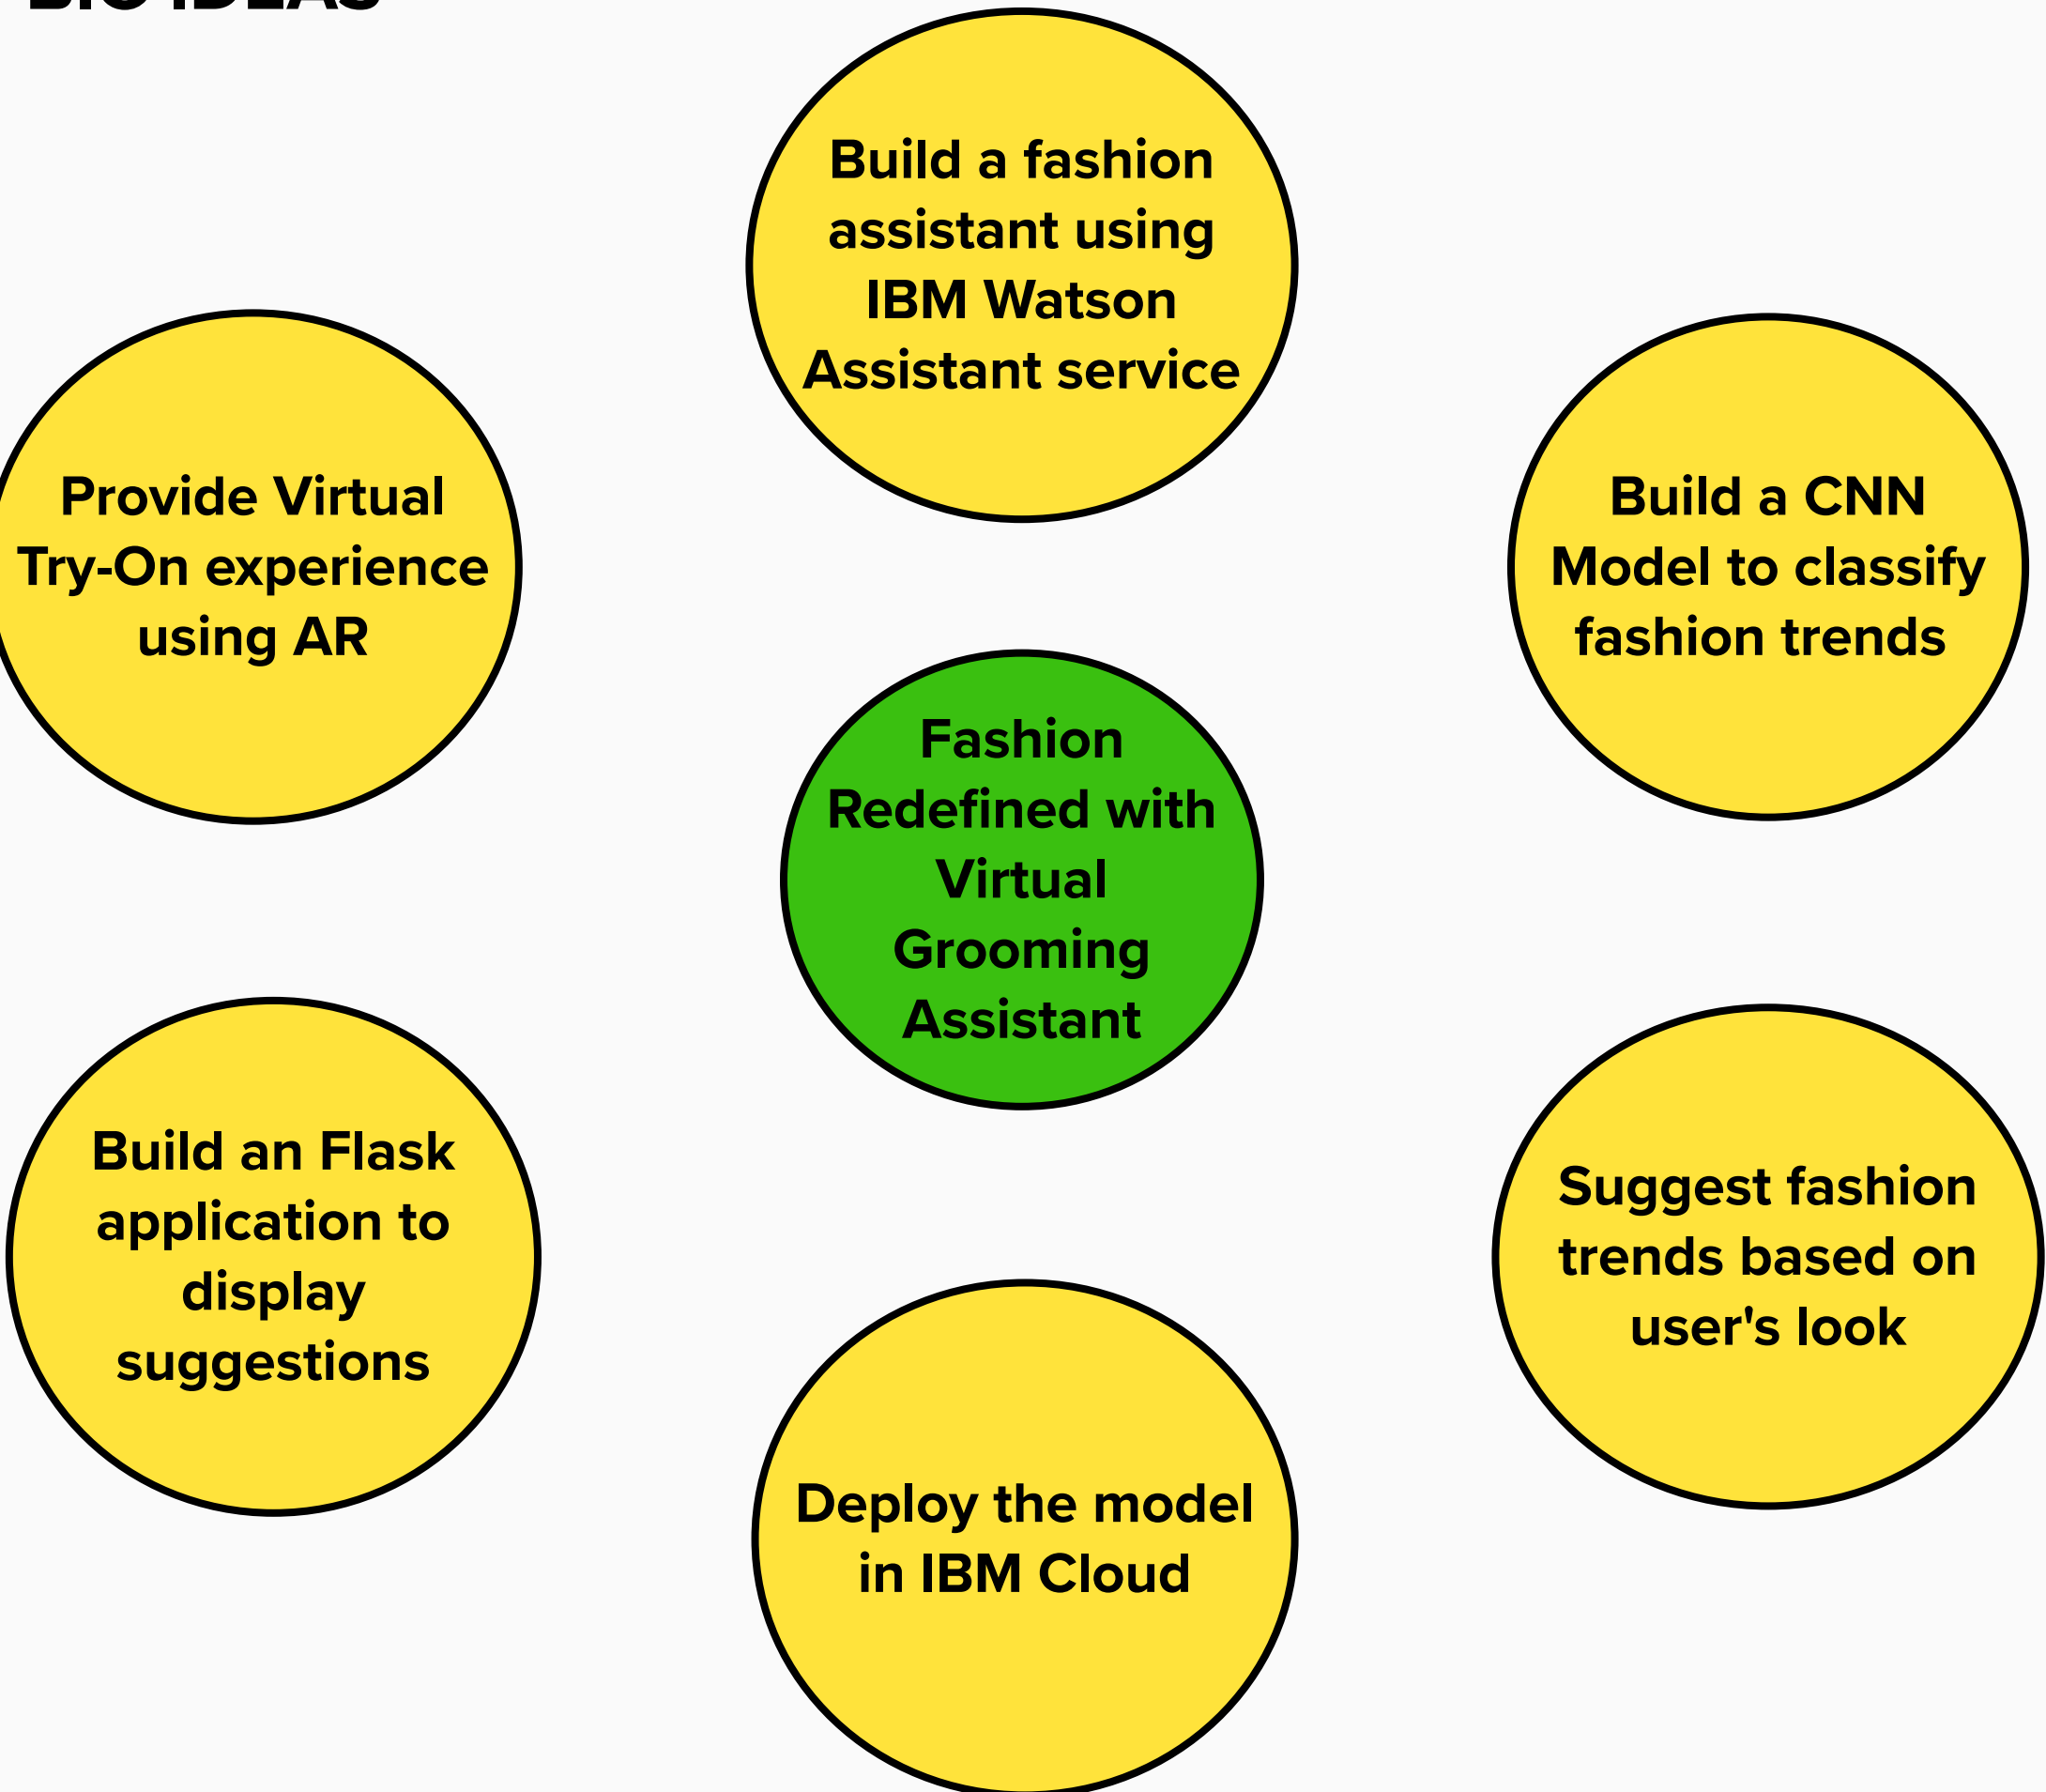 BIG IDEAS
Build a fashion
assistant using
IBM Watson
Assistant service
Provide Virtual
Try-On experience
using AR
Build a CNN
Model to classify
fashion trends
Fashion
Redefined with
Virtual
Grooming
Assistant
Build an Flask
application to
display
suggestions
Suggest fashion
trends based on
user's look
Deploy the model
in IBM Cloud